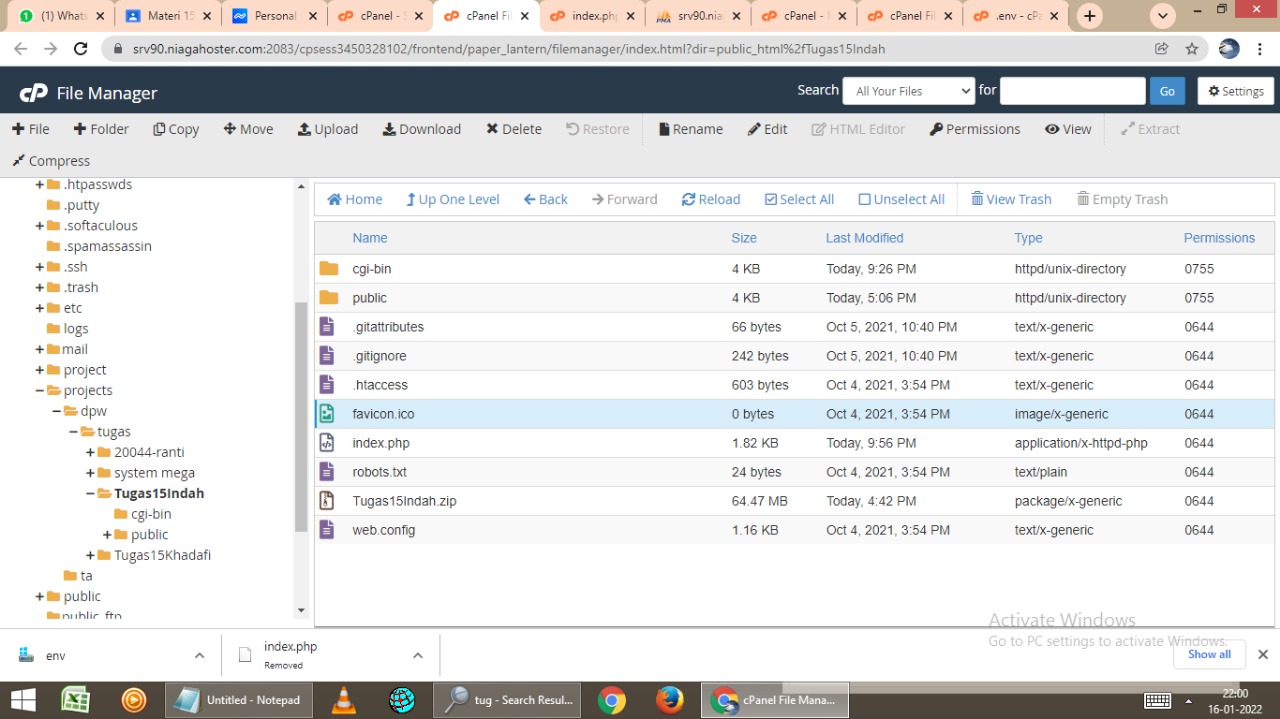 (1) Whats
Materi 15
Personal
cPanel - S
cPanel Fil
index.php
srv90.nia
cPanel - 
cPanel Fil
.env - cPa
srv90.niagahoster.com:2083/cpsess3450328102/frontend/paper_lantern/filemanager/index.html?dir=public_html%2fTugas15Indah
cP File Manager
Search All Your Files for Go Settings
File Folder Copy Move Upload Download Delete Restore Rename Edit HTML Editor Permissions View Extract
Compress
.htpasswds
.putty
.softaculous
.spamassassin
.ssh
.trash
etc
logs
mail
project
projects
dpw
tugas
20044-ranti
system mega
Tugas15Indah
cgi-bin
public
Tugas15Khadafi
ta
public
public_ftp
Home Up One Level Back Forward Reload Select All Unselect All View Trash Empty Trash
Name Size Last Modified Type Permissions
cgi-bin 4 KB Today, 9:26 PM httpd/unix-directory 0755
public 4 KB Today, 5:06 PM httpd/unix-directory 0755
.gitattributes 66 bytes Oct 5, 2021, 10:40 PM text/x-generic 0644
.gitignore 242 bytes Oct 5, 2021, 10:40 PM text/x-generic 0644
.htaccess 603 bytes Oct 4, 2021, 3:54 PM text/x-generic 0644
favicon.ico 0 bytes Oct 4, 2021, 3:54 PM image/x-generic 0644
index.php 1.82 KB Today, 9:56 PM application/x-httpd-php 0644
robots.txt 24 bytes Oct 4, 2021, 3:54 PM text/plain 0644
Tugas15Indah.zip 64.47 MB Today, 4:42 PM package/x-generic 0644
web.config 1.16 KB Oct 4, 2021, 3:54 PM text/x-generic 0644
Activate Windows
Go to PC settings to activate Windows.
env
index.php
Removed
Show all
Untitled - Notepad
tug - Search Resul...
cPanel File Mana...
22:00
16-01-2022